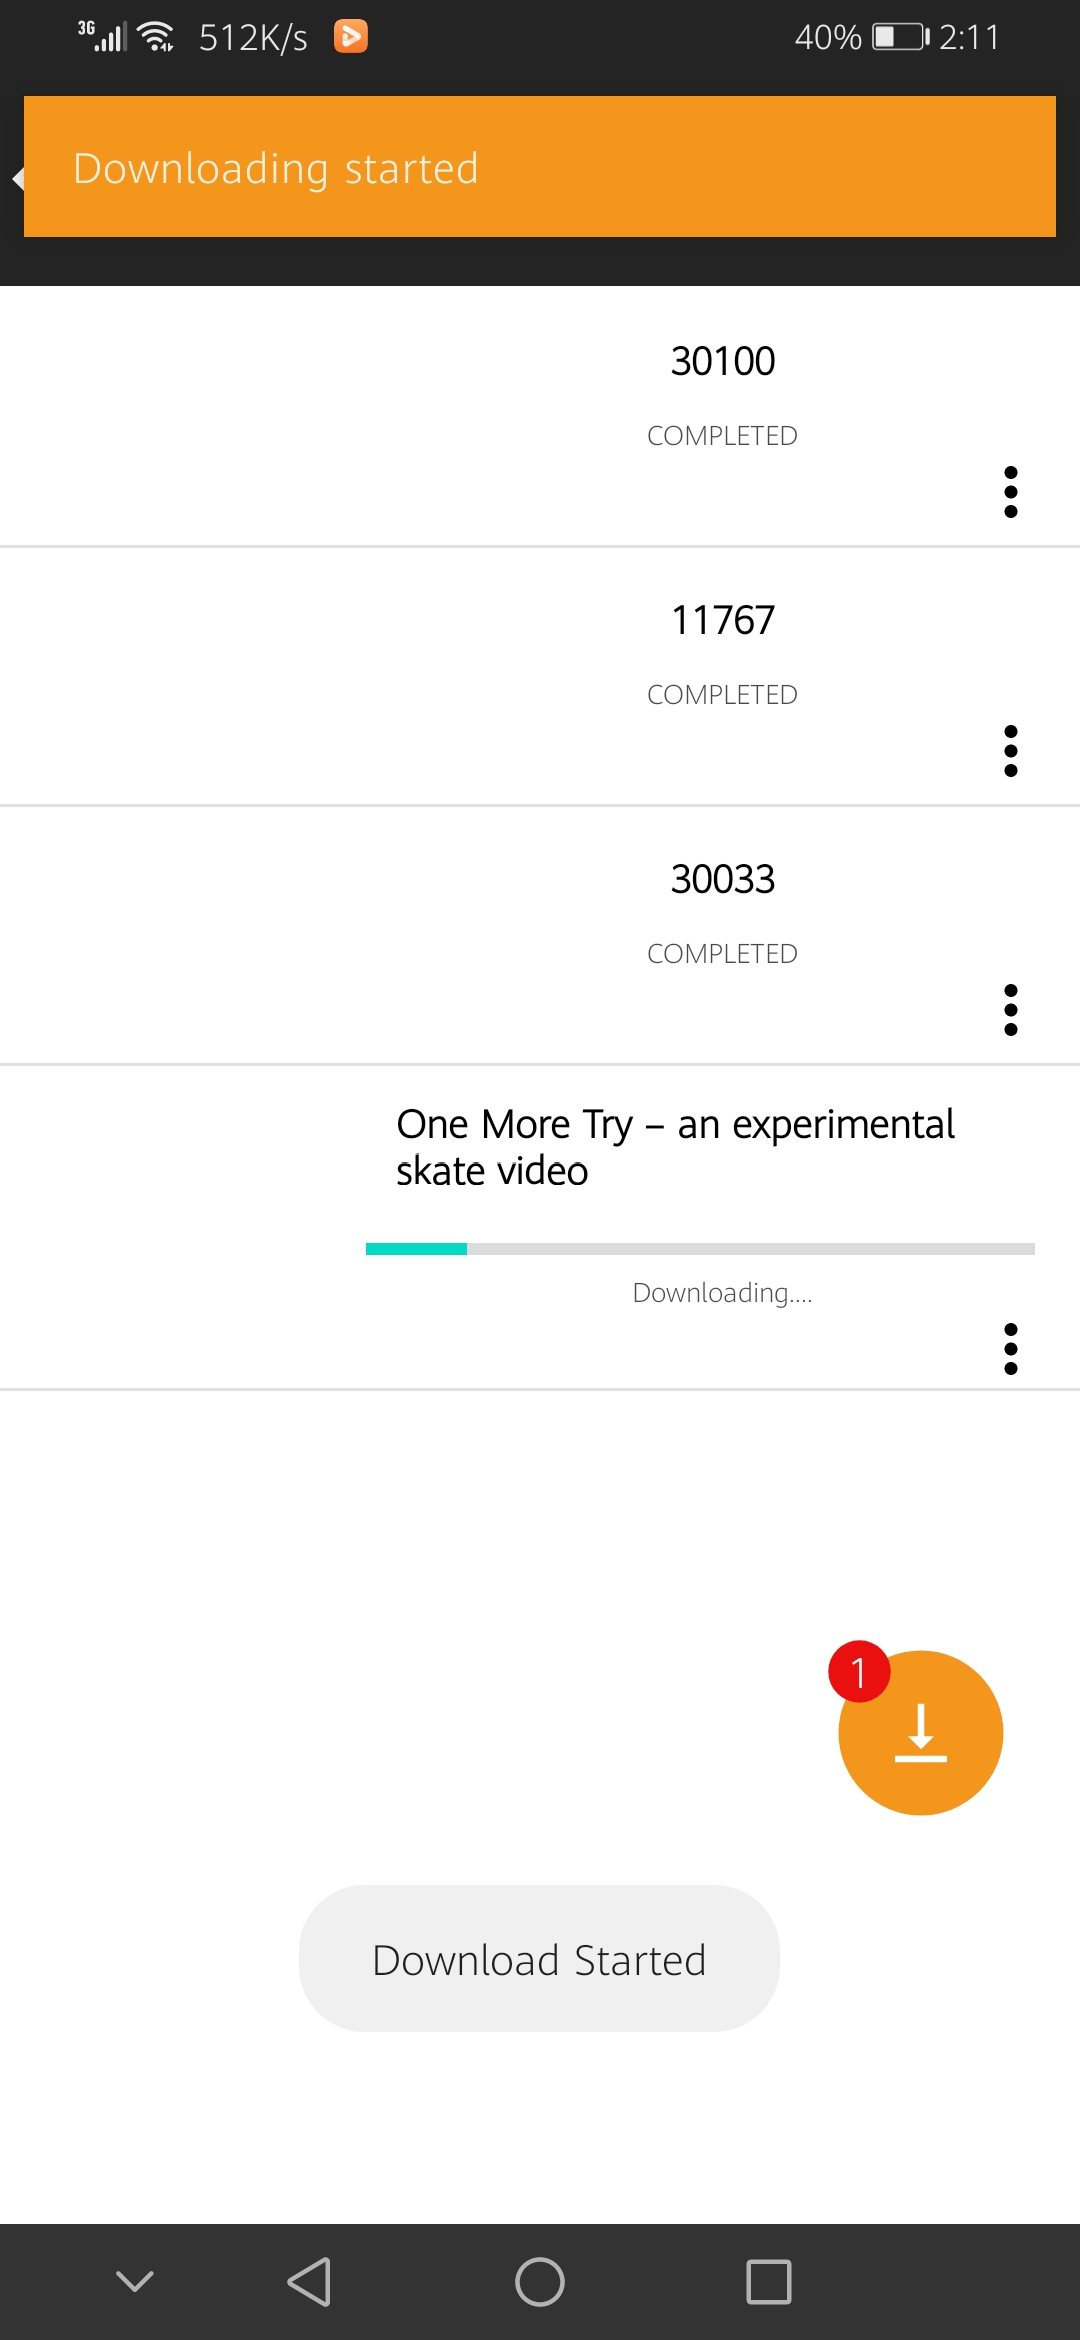 3G 512K/s 40% 2:11
Downloading started
30100
COMPLETED
11767
COMPLETED
30033
COMPLETED
One More Try – an experimental
skate video
Downloading....
1
Download Started